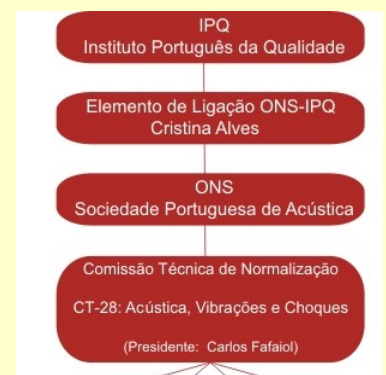 IPQ
Instituto Português da Qualidade
Elemento de Ligação ONS-IPQ
Cristina Alves
ONS
Sociedade Portuguesa de Acústica
Comissão Técnica de Normalização
CT-28: Acústica, Vibrações e Choques
(Presidente: Carlos Fafaiol)